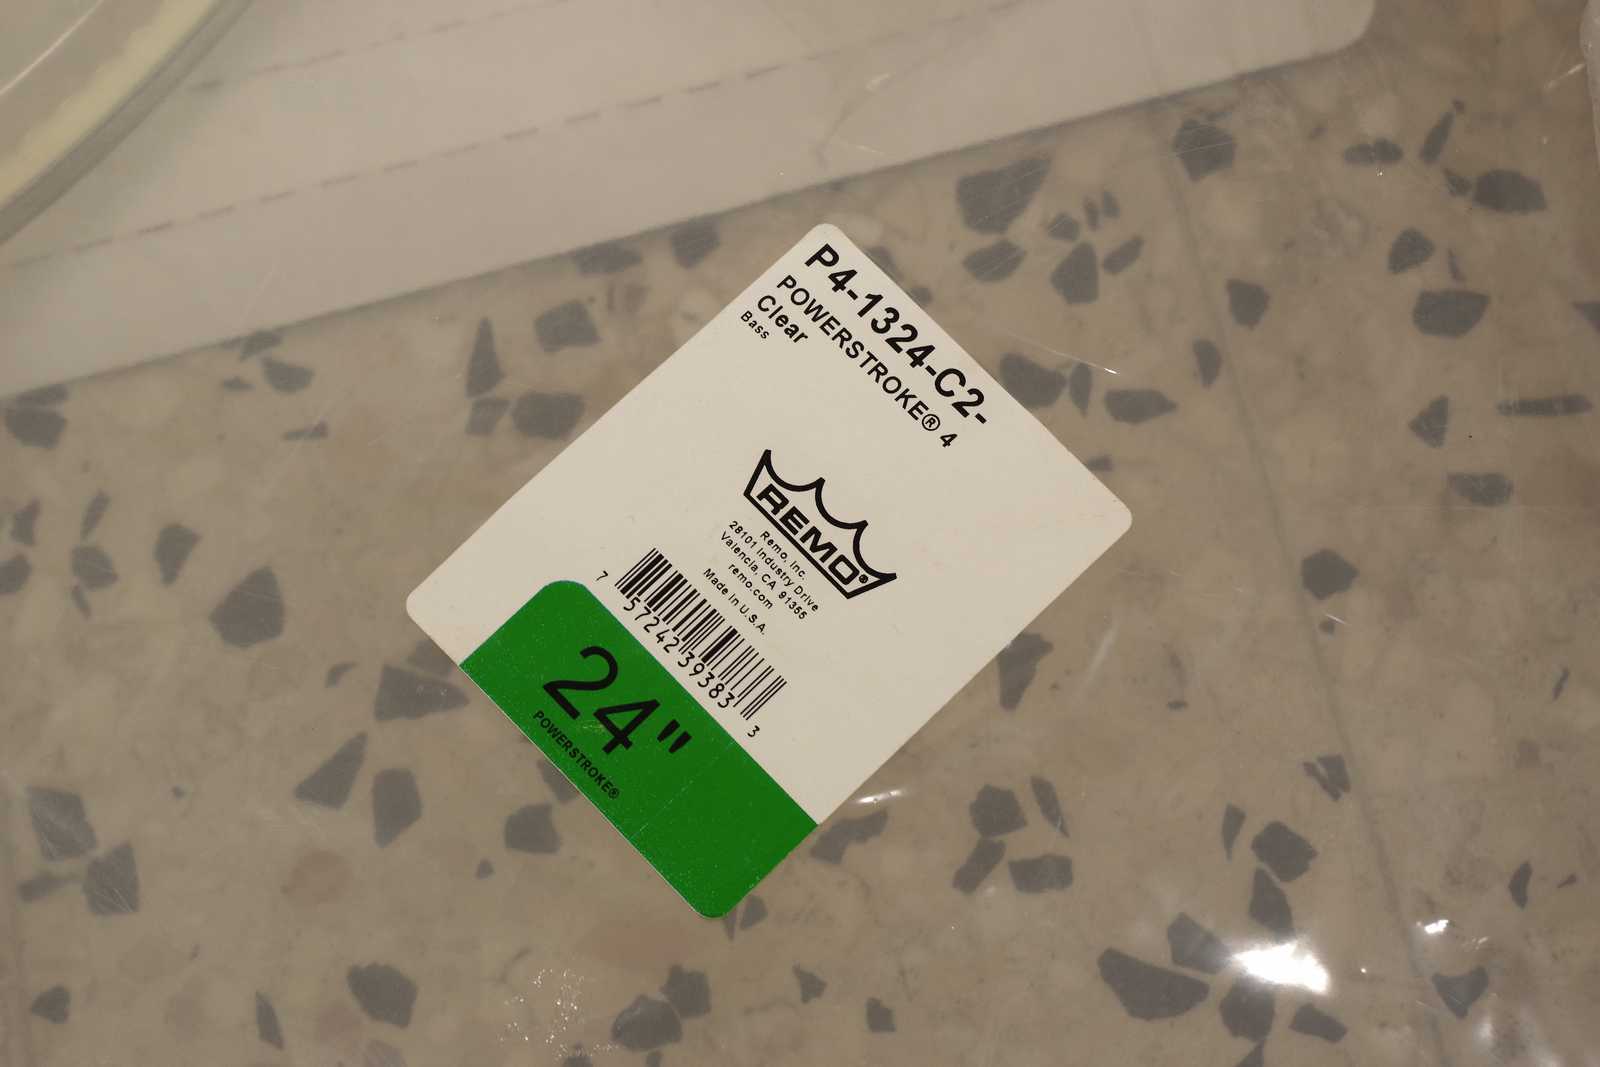 P4-1324-C2-
POWERSTROKE® 4
Clear
Bass
REMO®
Remo, Inc.
28101 Industry Drive
Valencia, CA 91355
remo.com
Made in U.S.A.
7 57242 39383 3
24"
POWERSTROKE®